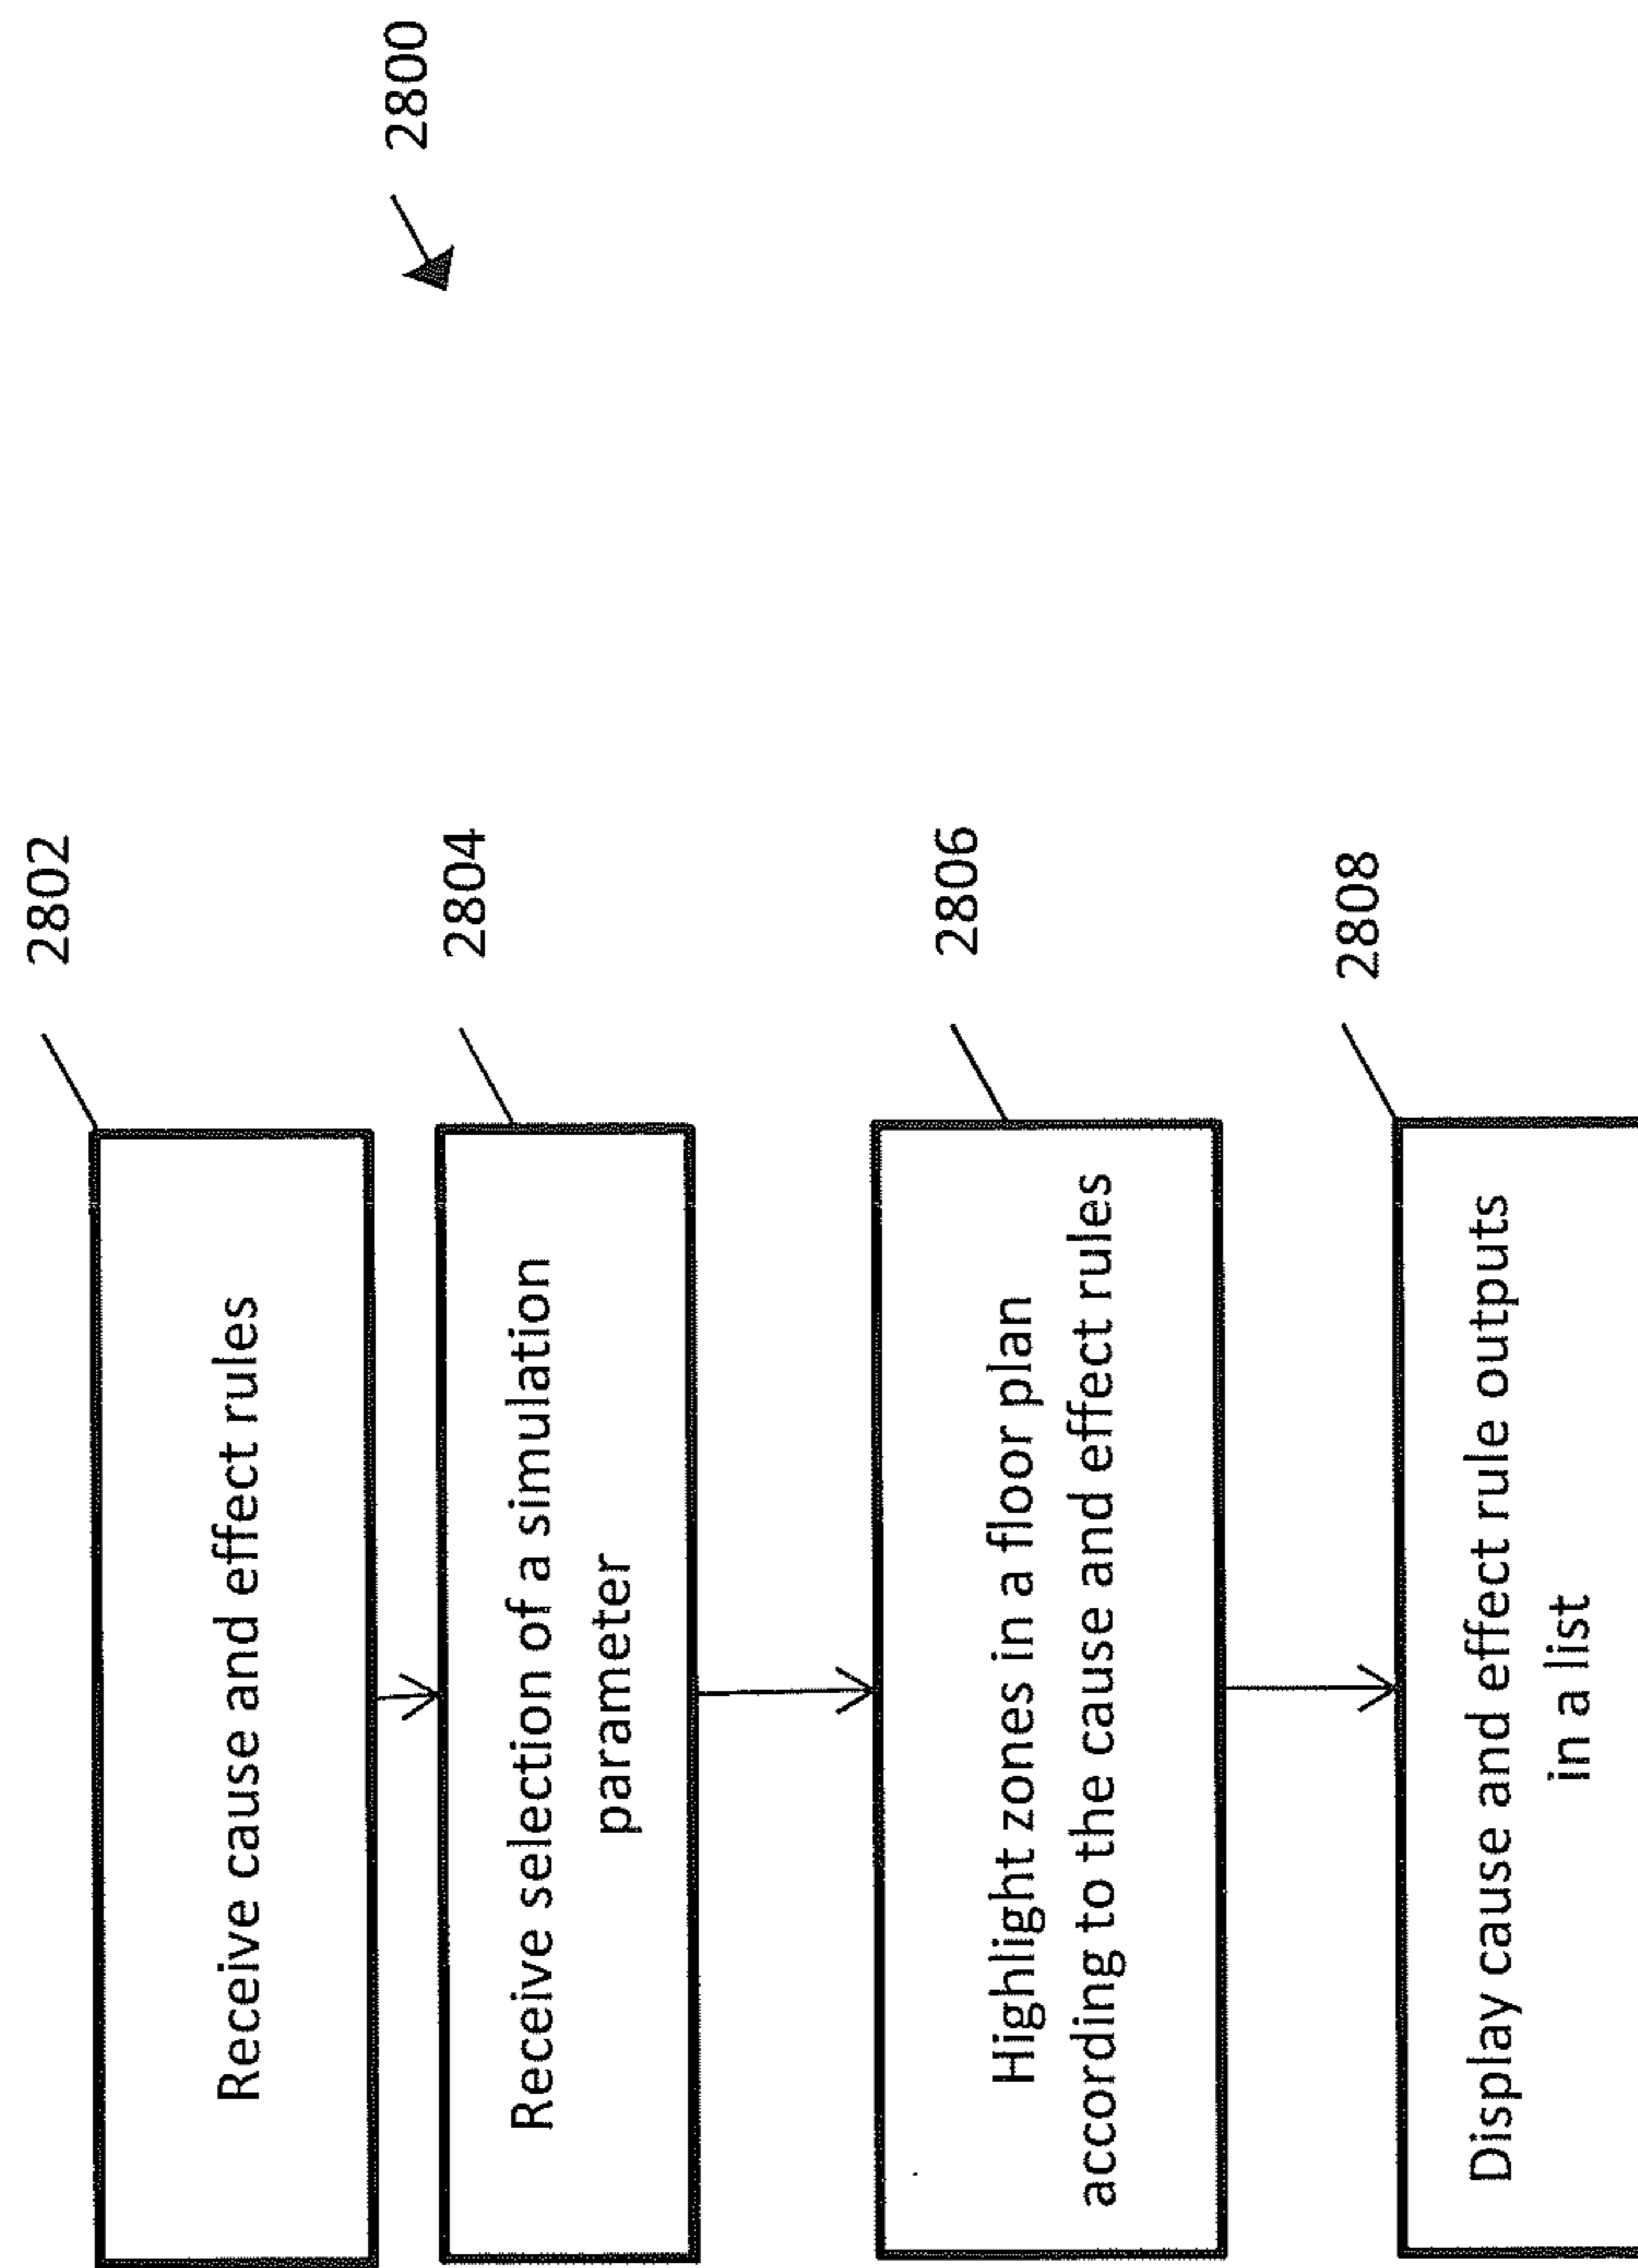 2800
2802
Receive cause and effect rules
2804
Receive selection of a simulation
parameter
2806
Highlight zones in a floor plan
according to the cause and effect rules
2808
Display cause and effect rule outputs
in a list